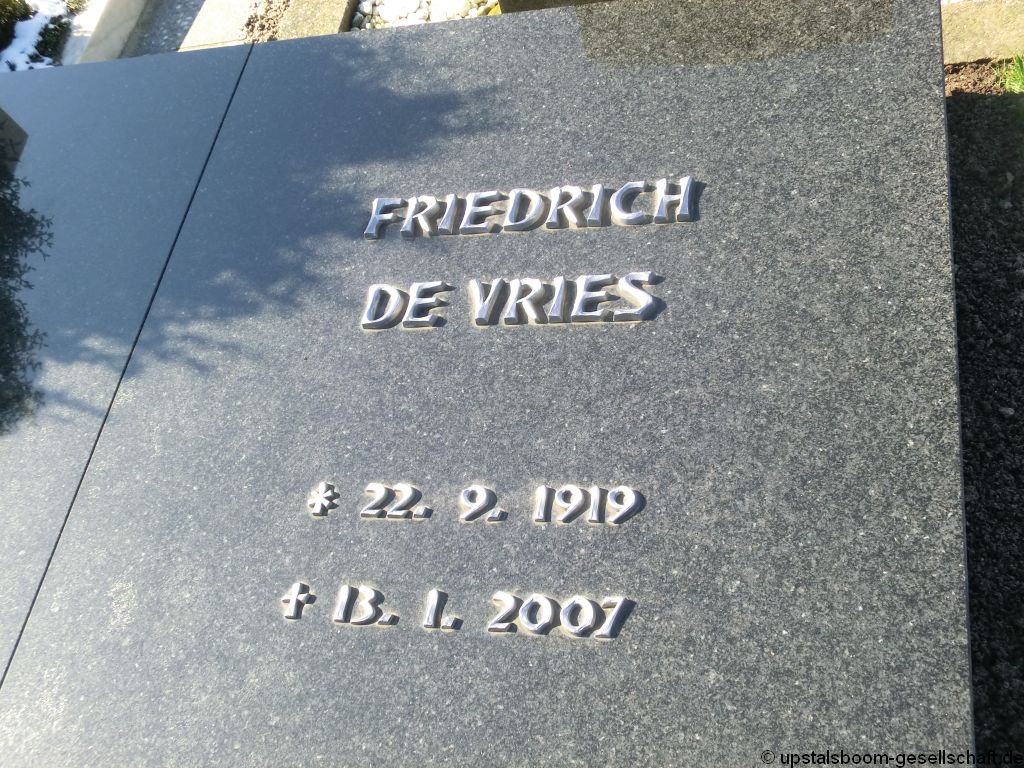 FRIEDRICH
DE VRIES
* 22. 9. 1919
† 13. 1. 2007
© upstalsboom-gesellschaft.de